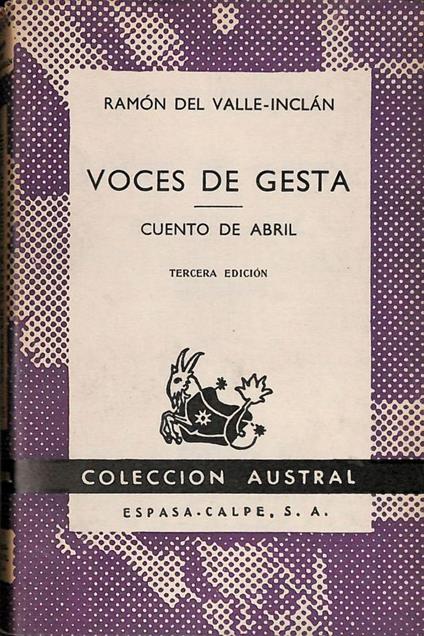 RAMÓN DEL VALLE-INCLÁN
VOCES DE GESTA
CUENTO DE ABRIL
TERCERA EDICIÓN
COLECCION AUSTRAL
ESPASA-CALPE, S. A.